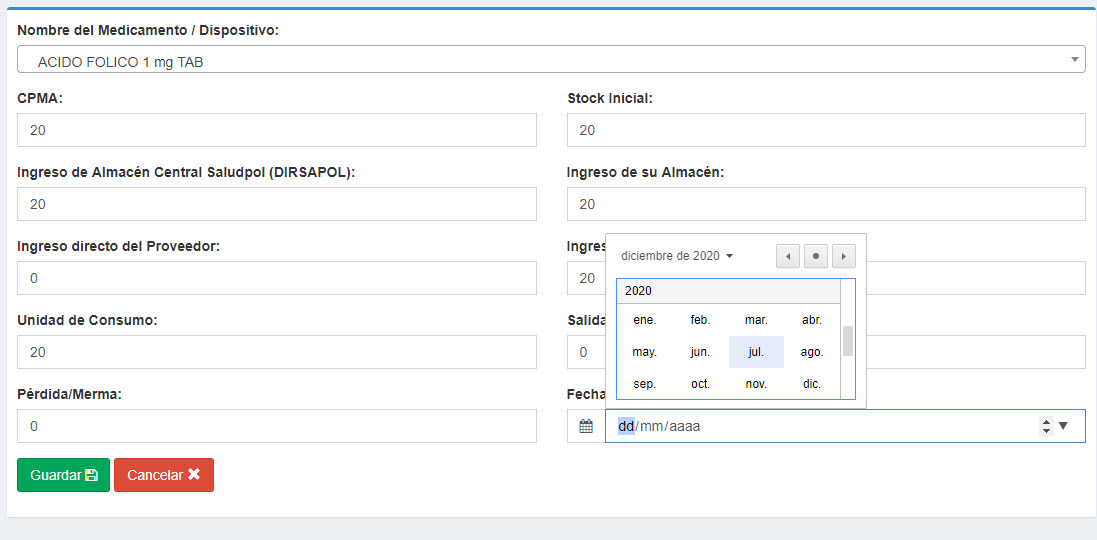 Nombre del Medicamento / Dispositivo:
ACIDO FOLICO 1 mg TAB
CPMA:
Stock Inicial:
20
20
Ingreso de Almacén Central Saludpol (DIRSAPOL):
Ingreso de su Almacén:
20
20
Ingreso directo del Proveedor:
Ingres
0
20
diciembre de 2020
2020
ene. feb. mar. abr.
may. jun. jul. ago.
sep. oct. nov. dic.
Unidad de Consumo:
Salida
20
0
Pérdida/Merma:
Fecha
0
dd/mm/aaaa
Guardar
Cancelar